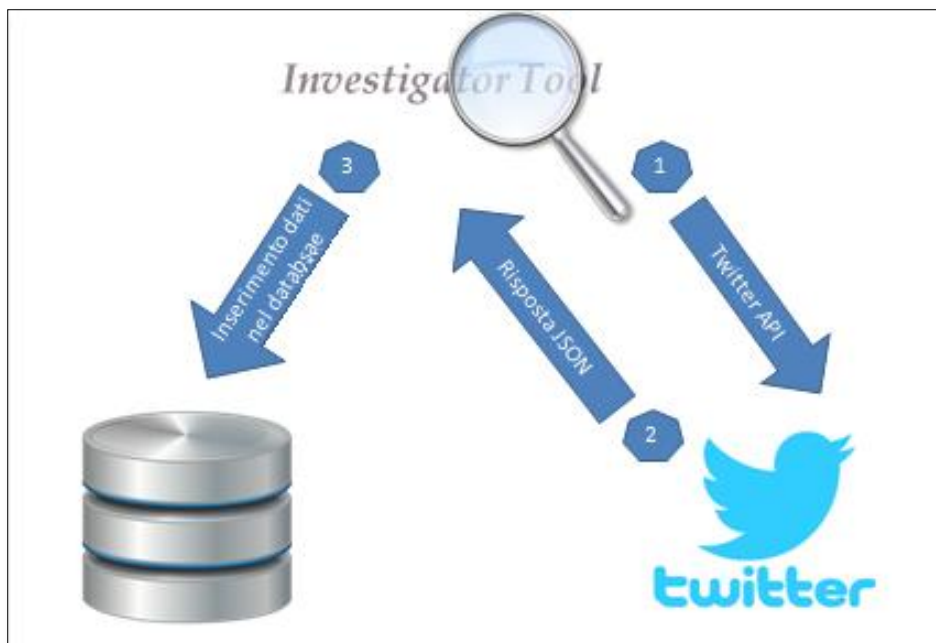 Investigator Tool
3
1
Inserimento dati
nel databsae
Risposta JSON
Twitter API
2
twitter